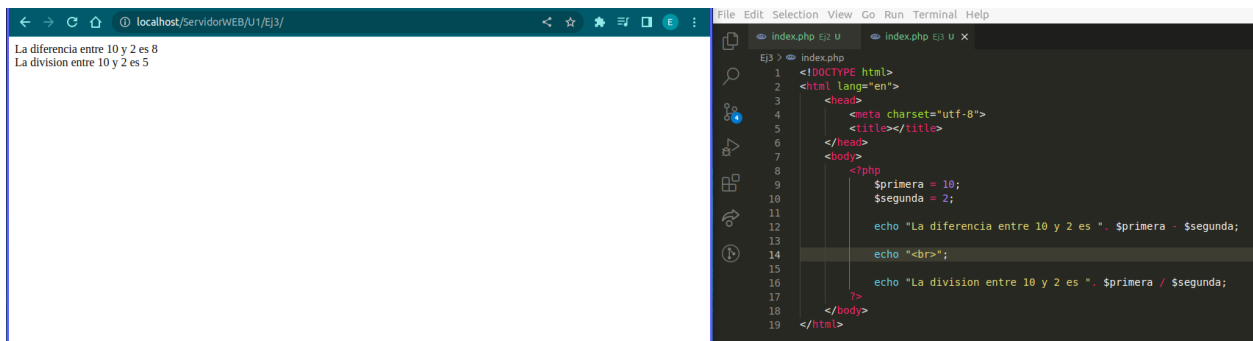 localhost/ServidorWEB/U1/Ej3/
E
La diferencia entre 10 y 2 es 8
La division entre 10 y 2 es 5
File Edit Selection View Go Run Terminal Help
index.php Ej2 U index.php Ej3 U
Ej3 > index.php
4
1 <!DOCTYPE html>
2 <html lang="en">
3 <head>
4 <meta charset="utf-8">
5 <title></title>
6 </head>
7 <body>
8 <?php
9 $primera = 10;
10 $segunda = 2;
11
12 echo "La diferencia entre 10 y 2 es ". $primera - $segunda;
13
14 echo "<br>";
15
16 echo "La division entre 10 y 2 es ". $primera / $segunda;
17 ?>
18 </body>
19 </html>